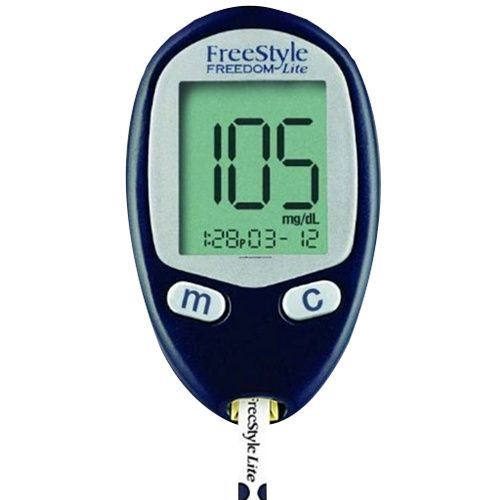 FreeStyle
FREEDOM Lite
105
mg/dL
1:28P 03-12
m
c
FreeStyle Lite